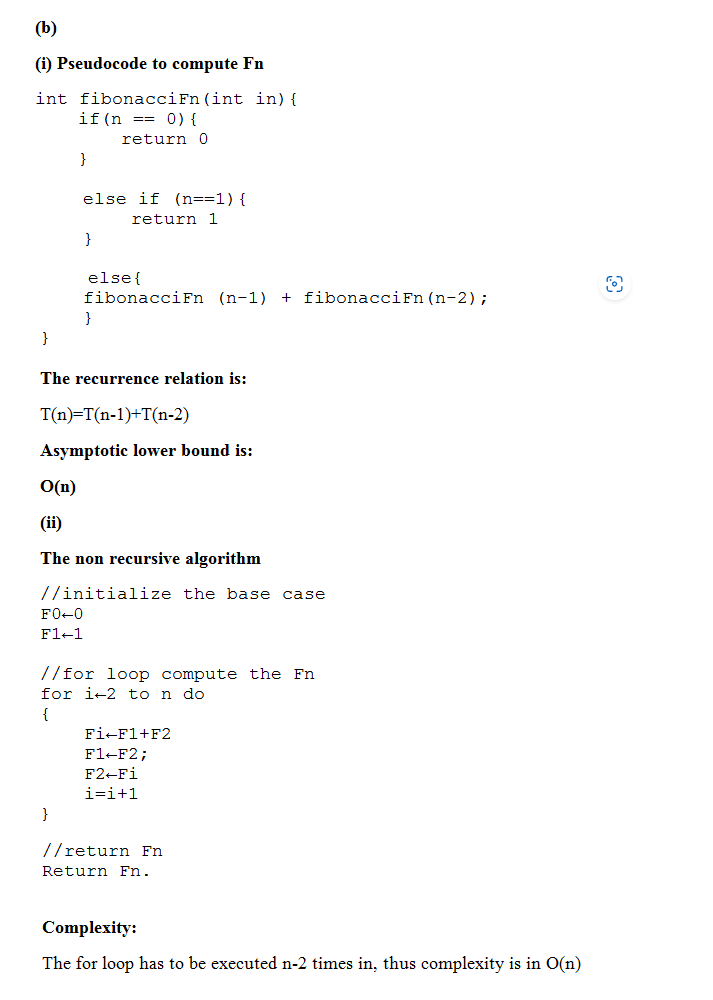 (b)
(i) Pseudocode to compute Fn
int fibonacciFn(int in){
if(n == 0){
return 0
}
else if (n==1){
return 1
}
else{
fibonacciFn (n-1) + fibonacciFn(n-2);
}
}
The recurrence relation is:
T(n)=T(n-1)+T(n-2)
Asymptotic lower bound is:
O(n)
(ii)
The non recursive algorithm
//initialize the base case
F0←0
F1←1
//for loop compute the Fn
for i←2 to n do
{
Fi←F1+F2
F1←F2;
F2←Fi
i=i+1
}
//return Fn
Return Fn.
Complexity:
The for loop has to be executed n-2 times in, thus complexity is in O(n)